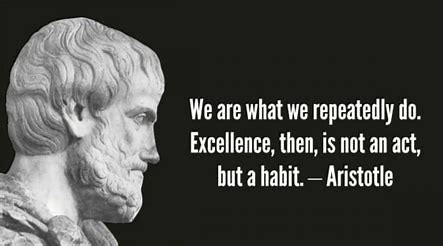 We are what we repeatedly do.
Excellence, then, is not an act,
but a habit. — Aristotle